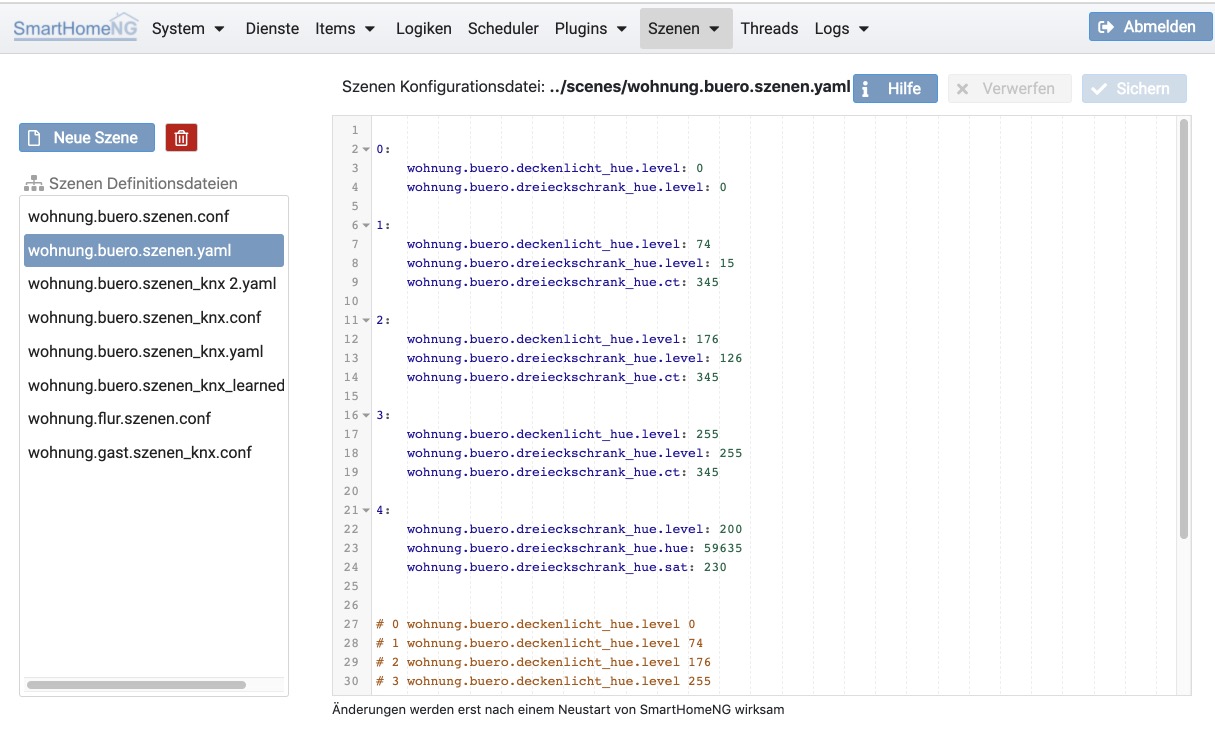 SmartHomeNG System Dienste Items Logiken Scheduler Plugins Szenen Threads Logs Abmelden
Szenen Konfigurationsdatei: ../scenes/wohnung.buero.szenen.yaml Hilfe Verwerfen Sichern
Neue Szene
Szenen Definitionsdateien
wohnung.buero.szenen.conf
wohnung.buero.szenen.yaml
wohnung.buero.szenen_knx 2.yaml
wohnung.buero.szenen_knx.conf
wohnung.buero.szenen_knx.yaml
wohnung.buero.szenen_knx_learned
wohnung.flur.szenen.conf
wohnung.gast.szenen_knx.conf
1
2 0:
3 wohnung.buero.deckenlicht_hue.level: 0
4 wohnung.buero.dreieckschrank_hue.level: 0
5
6 1:
7 wohnung.buero.deckenlicht_hue.level: 74
8 wohnung.buero.dreieckschrank_hue.level: 15
9 wohnung.buero.dreieckschrank_hue.ct: 345
10
11 2:
12 wohnung.buero.deckenlicht_hue.level: 176
13 wohnung.buero.dreieckschrank_hue.level: 126
14 wohnung.buero.dreieckschrank_hue.ct: 345
15
16 3:
17 wohnung.buero.deckenlicht_hue.level: 255
18 wohnung.buero.dreieckschrank_hue.level: 255
19 wohnung.buero.dreieckschrank_hue.ct: 345
20
21 4:
22 wohnung.buero.dreieckschrank_hue.level: 200
23 wohnung.buero.dreieckschrank_hue.hue: 59635
24 wohnung.buero.dreieckschrank_hue.sat: 230
25
26
27 # 0 wohnung.buero.deckenlicht_hue.level 0
28 # 1 wohnung.buero.deckenlicht_hue.level 74
29 # 2 wohnung.buero.deckenlicht_hue.level 176
30 # 3 wohnung.buero.deckenlicht_hue.level 255
Änderungen werden erst nach einem Neustart von SmartHomeNG wirksam